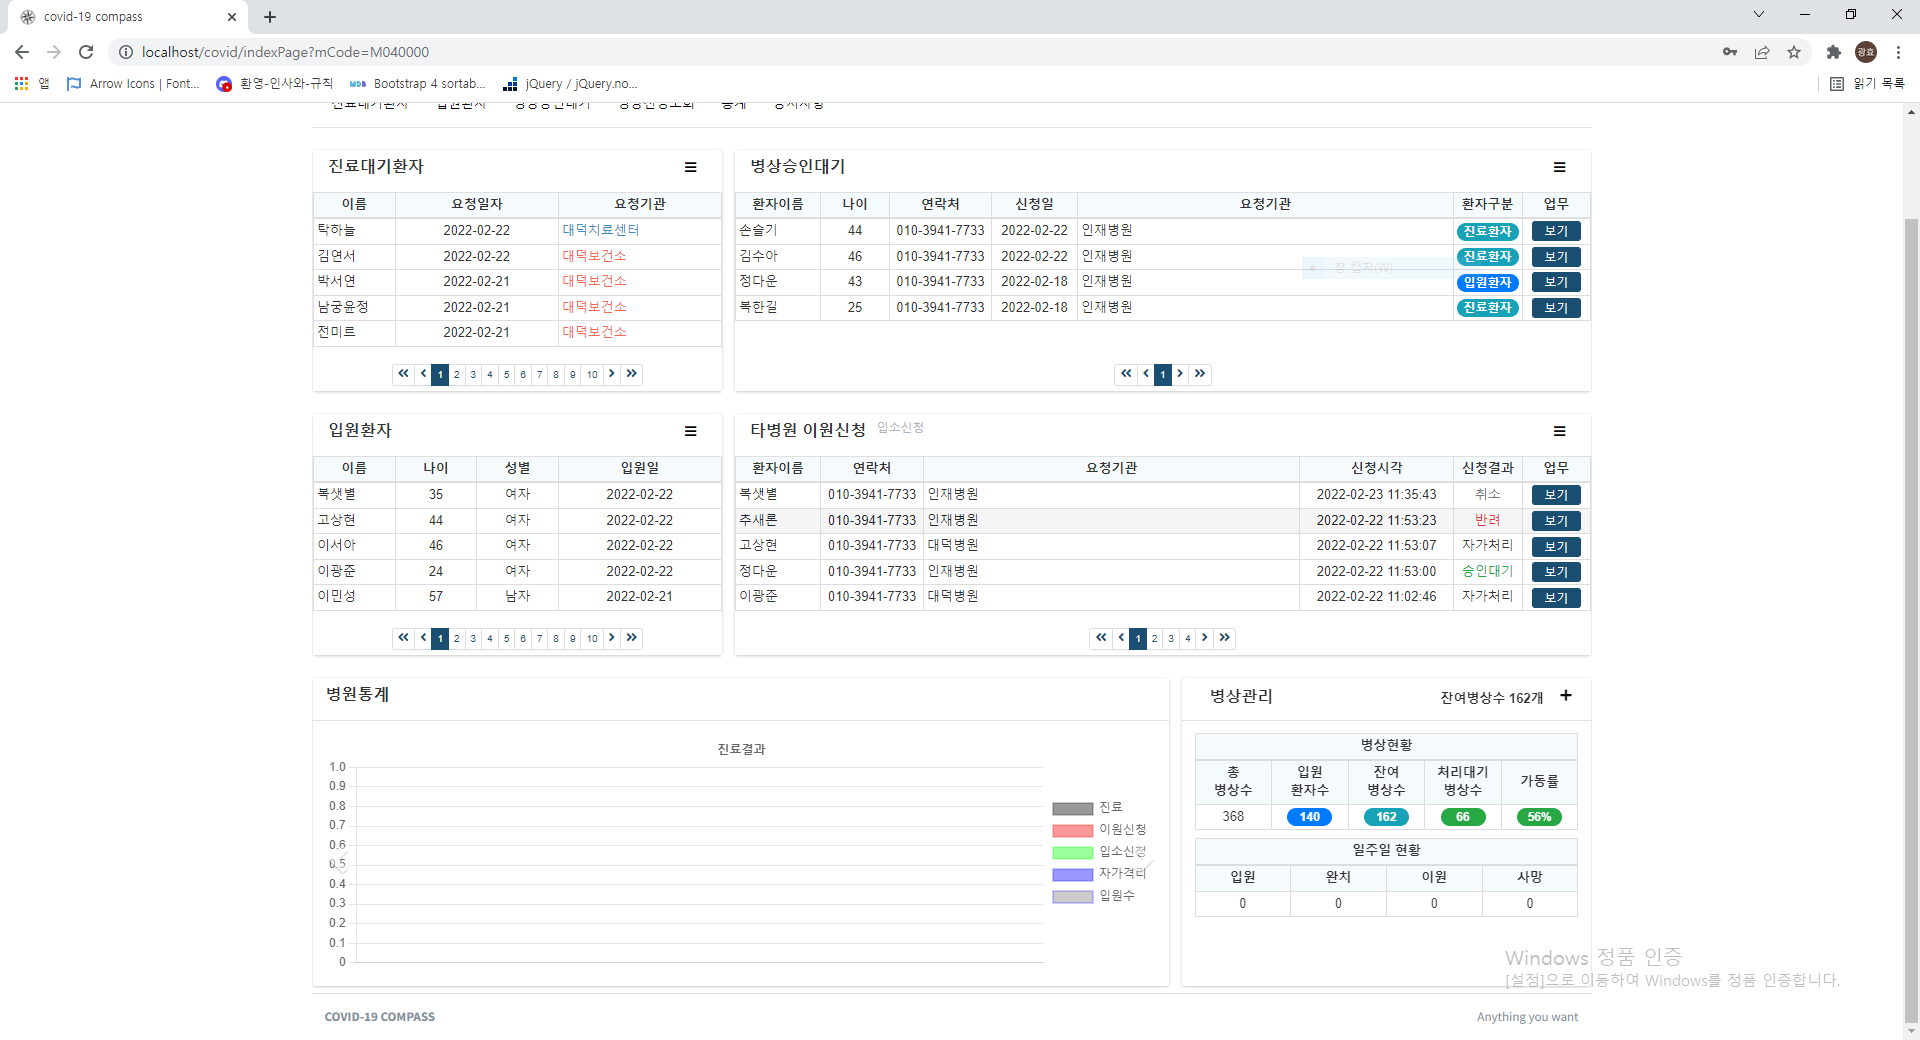 covid-19 compass
localhost/covid/indexPage?mCode=M040000
광효
앱 Arrow Icons | Font... 환영-인사와-규칙 MDB Bootstrap 4 sortab... jQuery / jQuery.no... 읽기 목록
진료대기환자 입원환자 병상승인대기 통계 공지사항
진료대기환자
이름 요청일자 요청기관
탁하늘 2022-02-22 대덕치료센터
김연서 2022-02-22 대덕보건소
박서연 2022-02-21 대덕보건소
남궁윤정 2022-02-21 대덕보건소
전미르 2022-02-21 대덕보건소
1 2 3 4 5 6 7 8 9 10
병상승인대기
환자이름 나이 연락처 신청일 요청기관 환자구분 업무
손슬기 44 010-3941-7733 2022-02-22 인재병원 진료환자 보기
김수아 46 010-3941-7733 2022-02-22 인재병원 진료환자 보기
창 캡처(W)
정다운 43 010-3941-7733 2022-02-18 인재병원 입원환자 보기
복한길 25 010-3941-7733 2022-02-18 인재병원 진료환자 보기
1
입원환자
이름 나이 성별 입원일
복샛별 35 여자 2022-02-22
고상현 44 여자 2022-02-22
이서아 46 여자 2022-02-22
이광준 24 여자 2022-02-22
이민성 57 남자 2022-02-21
1 2 3 4 5 6 7 8 9 10
타병원 이원신청 입소신청
환자이름 연락처 요청기관 신청시각 신청결과 업무
복샛별 010-3941-7733 인재병원 2022-02-23 11:35:43 취소 보기
추새론 010-3941-7733 인재병원 2022-02-22 11:53:23 반려 보기
고상현 010-3941-7733 대덕병원 2022-02-22 11:53:07 자가처리 보기
정다운 010-3941-7733 인재병원 2022-02-22 11:53:00 승인대기 보기
이광준 010-3941-7733 대덕병원 2022-02-22 11:02:46 자가처리 보기
1 2 3 4
병원통계
진료결과
1.0
0.9
0.8
0.7
0.6
0.5
0.4
0.3
0.2
0.1
0
진료
이원신청
입소신청
자가격리
입원수
병상관리 잔여병상수 162개
병상현황
총 병상수 입원 환자수 잔여 병상수 처리대기 병상수 가동률
368 140 162 66 56%
일주일 현황
입원 완치 이원 사망
0 0 0 0
Windows 정품 인증
[설정]으로 이동하여 Windows를 정품 인증합니다.
COVID-19 COMPASS
Anything you want